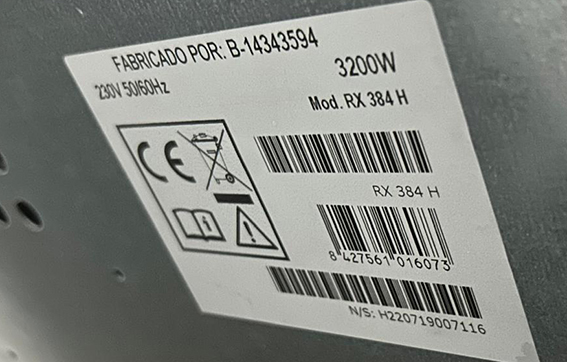 FABRICADO POR: B-14343594
230V 50/60Hz
3200W
Mod. RX 384 H
CE
RX 384 H
8 427561 016073
N/S: H220719007116